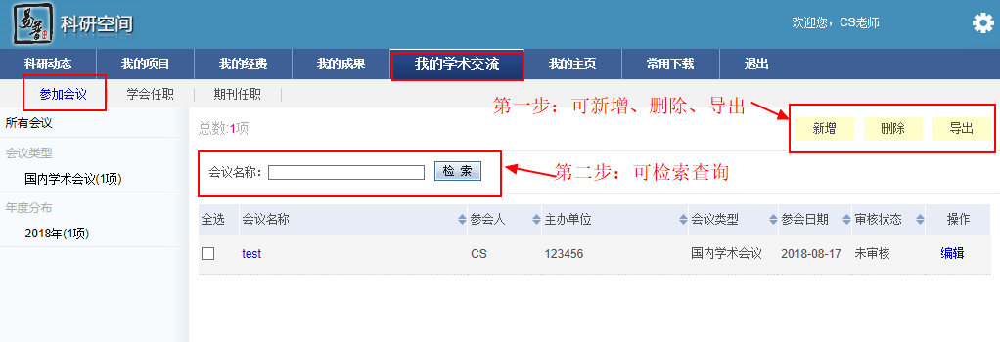 易普 科研空间
欢迎您，CS老师
科研动态 我的项目 我的经费 我的成果 我的学术交流 我的主页 常用下载 退出
参加会议 学会任职 期刊任职
第一步：可新增、删除、导出
所有会议
总数:1项
新增 删除 导出
会议类型
国内学术会议(1项)
会议名称： 检 索
第二步：可检索查询
年度分布
2018年(1项)
全选 会议名称 参会人 主办单位 会议类型 参会日期 审核状态 操作
test CS 123456 国内学术会议 2018-08-17 未审核 编辑